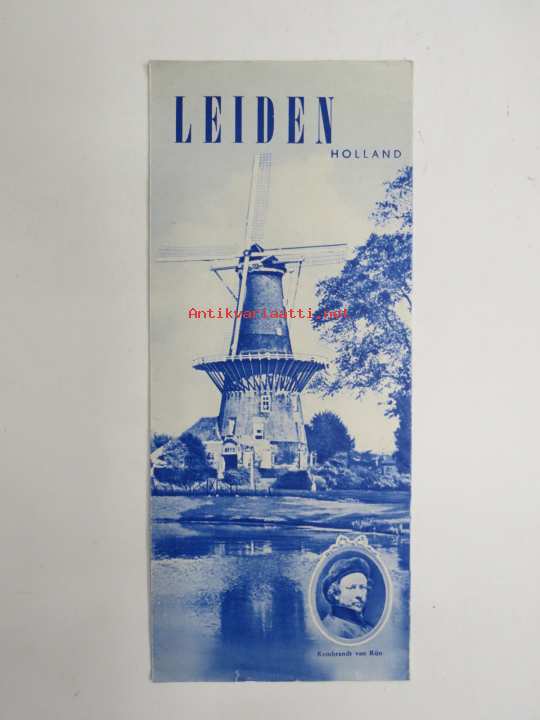 LEIDEN
HOLLAND
Antikvariaatti.net
Rembrandt van Rijn